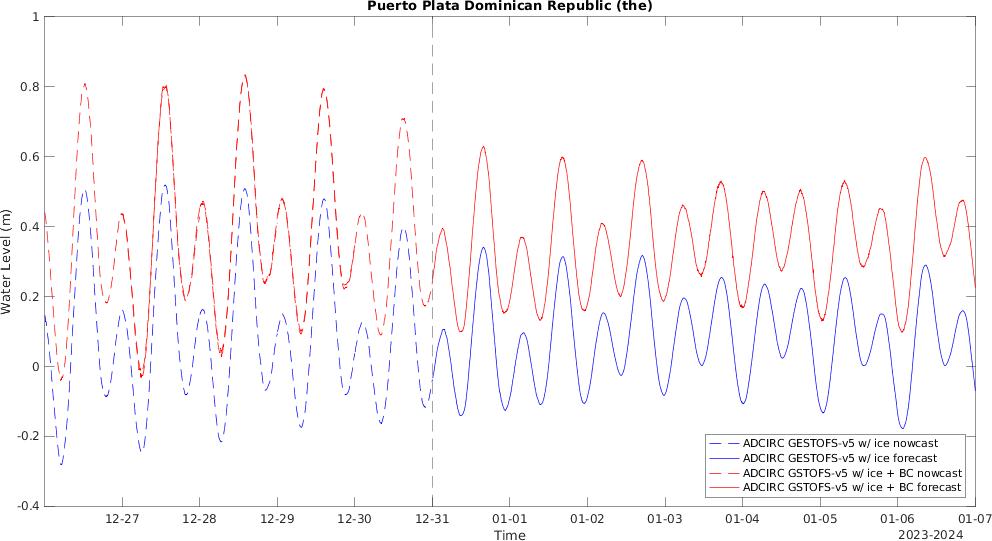 Puerto Plata Dominican Republic (the)
1
0.8
0.6
0.4
0.2
0
-0.2
-0.4
Water Level (m)
12-27 12-28 12-29 12-30 12-31 01-01 01-02 01-03 01-04 01-05 01-06 01-07
Time
2023-2024
ADCIRC GESTOFS-v5 w/ ice nowcast
ADCIRC GESTOFS-v5 w/ ice forecast
ADCIRC GSTOFS-v5 w/ ice + BC nowcast
ADCIRC GSTOFS-v5 w/ ice + BC forecast